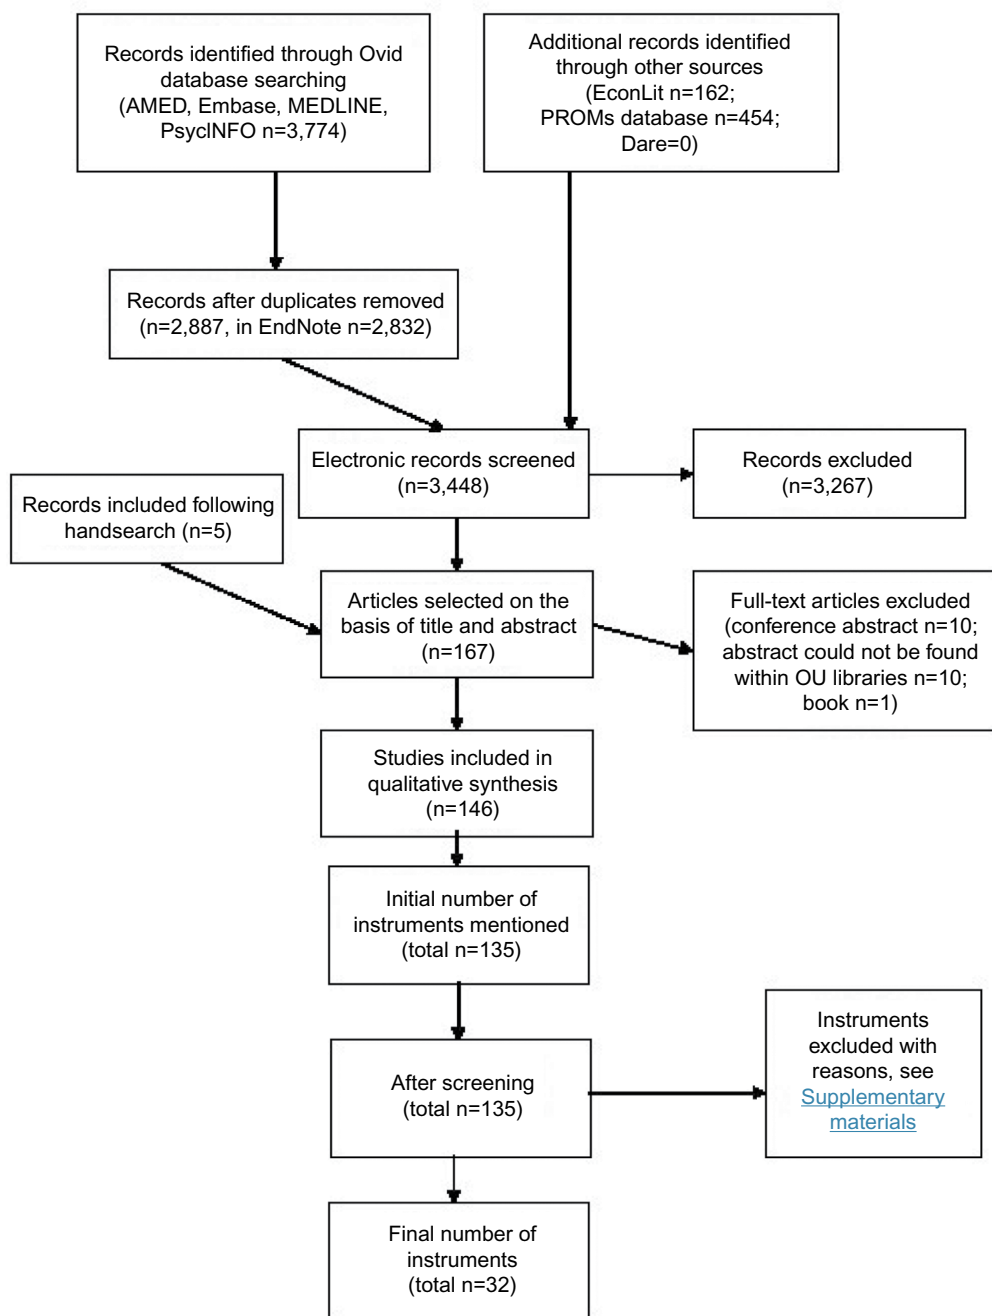 Records identified through Ovid
database searching
(AMED, Embase, MEDLINE,
PsycINFO n=3,774)
Additional records identified
through other sources
(EconLit n=162;
PROMs database n=454;
Dare=0)
Records after duplicates removed
(n=2,887, in EndNote n=2,832)
Electronic records screened
(n=3,448)
Records excluded
(n=3,267)
Records included following
handsearch (n=5)
Articles selected on the
basis of title and abstract
(n=167)
Full-text articles excluded
(conference abstract n=10;
abstract could not be found
within OU libraries n=10;
book n=1)
Studies included in
qualitative synthesis
(n=146)
Initial number of
instruments mentioned
(total n=135)
After screening
(total n=135)
Instruments
excluded with
reasons, see
Supplementary
materials
Final number of
instruments
(total n=32)